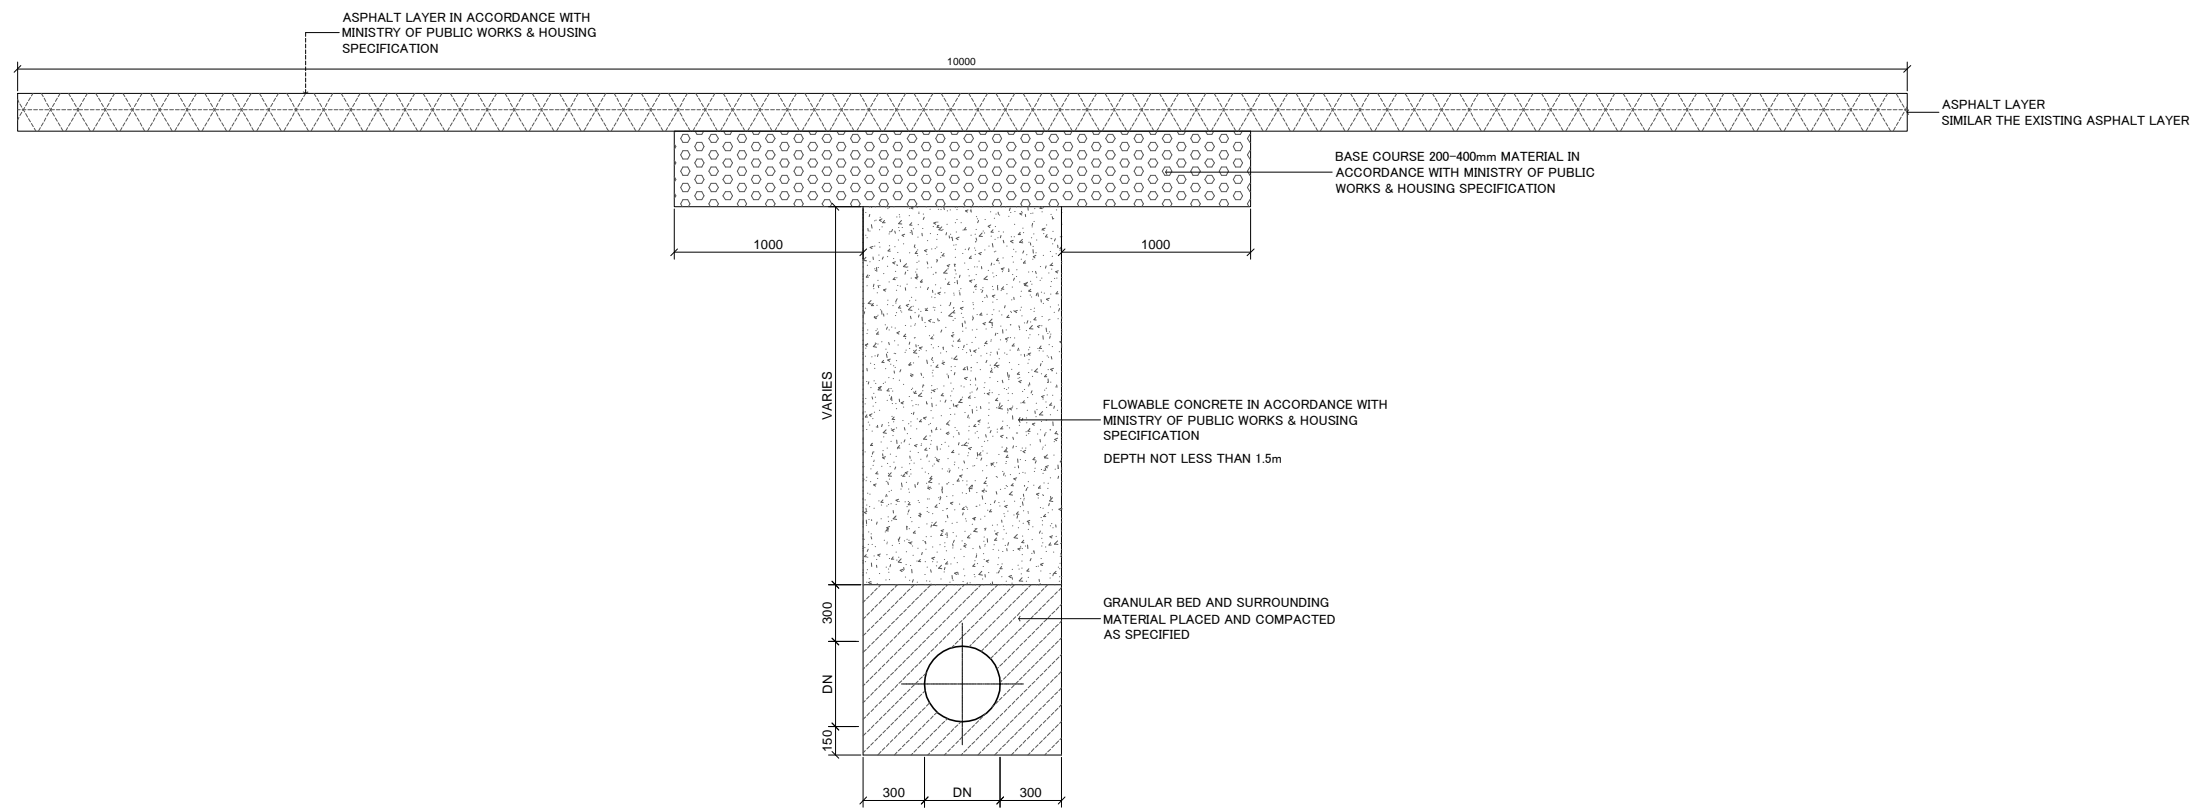 ASPHALT LAYER IN ACCORDANCE WITH
MINISTRY OF PUBLIC WORKS & HOUSING
SPECIFICATION
10000
ASPHALT LAYER
SIMILAR THE EXISTING ASPHALT LAYER
BASE COURSE 200-400mm MATERIAL IN
ACCORDANCE WITH MINISTRY OF PUBLIC
WORKS & HOUSING SPECIFICATION
1000
1000
VARIES
FLOWABLE CONCRETE IN ACCORDANCE WITH
MINISTRY OF PUBLIC WORKS & HOUSING
SPECIFICATION
DEPTH NOT LESS THAN 1.5m
300
GRANULAR BED AND SURROUNDING
MATERIAL PLACED AND COMPACTED
AS SPECIFIED
DN
150
300
DN
300